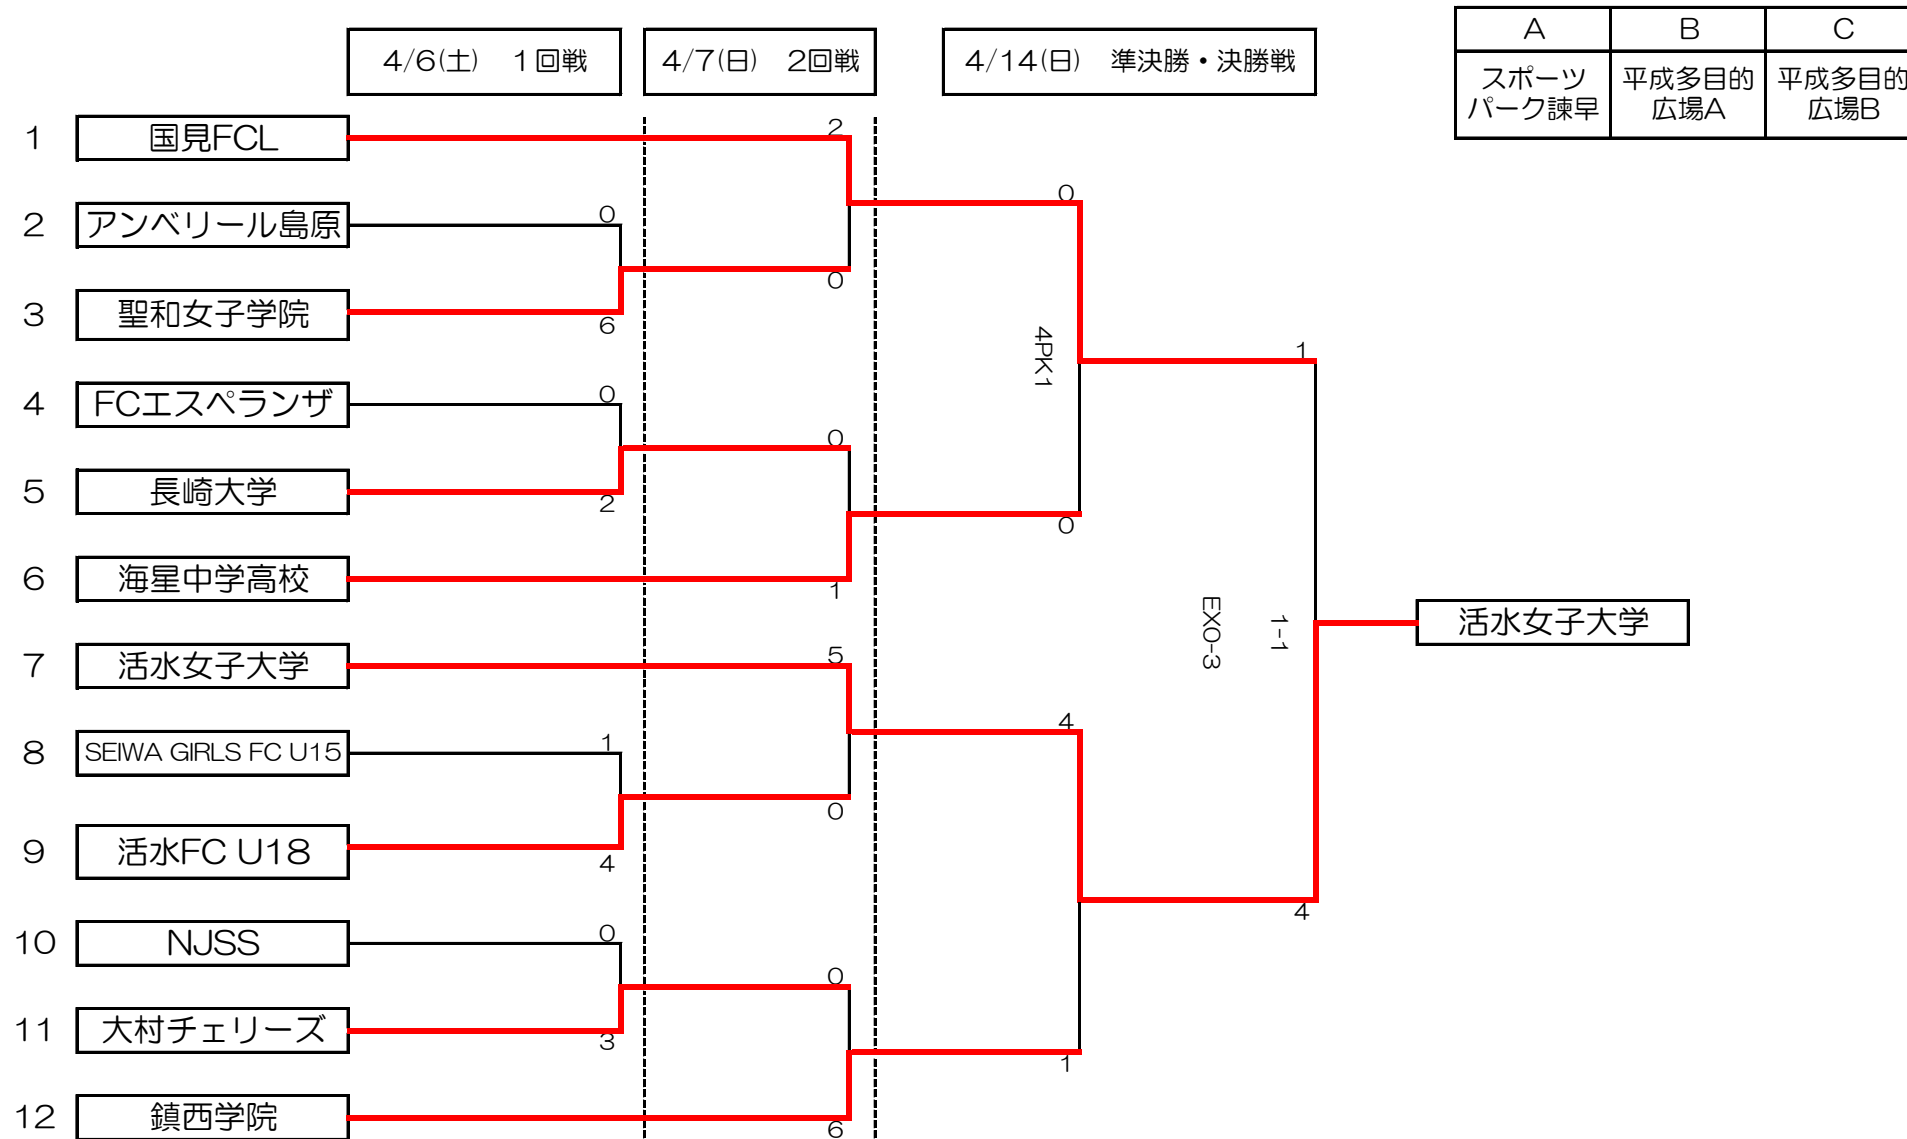 4/6(土)　1回戦
4/7(日)　2回戦
4/14(日)　準決勝・決勝戦
A
B
C
スポーツ
パーク諫早
平成多目的
広場A
平成多目的
広場B
1
国見FCL
2
0
2
アンベリール島原
0
0
3
聖和女子学院
6
4PK1
1
4
FCエスペランザ
0
0
5
長崎大学
2
0
6
海星中学高校
1
EX0-3
1-1
活水女子大学
7
活水女子大学
5
4
8
SEIWA GIRLS FC U15
1
0
9
活水FC U18
4
4
10
NJSS
0
0
11
大村チェリーズ
3
1
12
鎮西学院
6